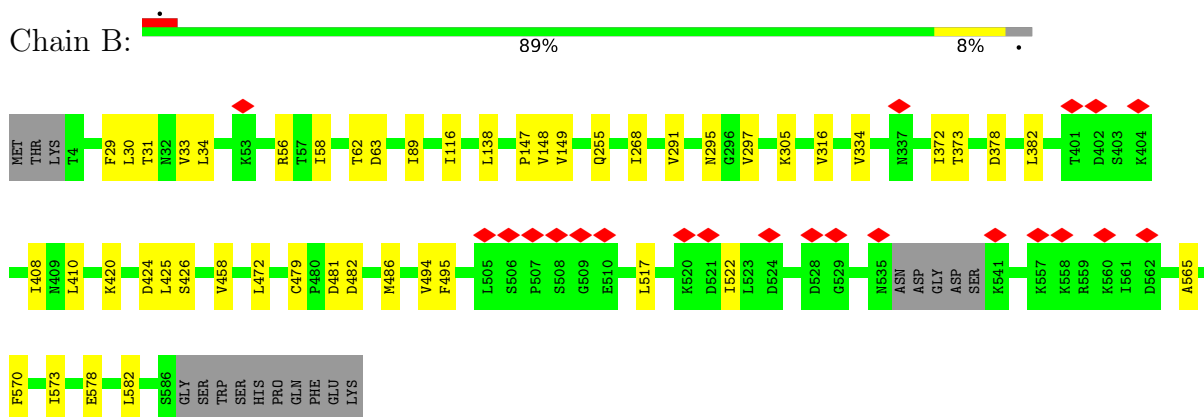 Chain B:
89%
8%
MET THR LYS T4 F29 L30 T31 N32 V33 L34 K53 R56 T57 I58 T62 D63 I89 I116 L138 P147 V148 V149 Q255 I268 V291 N295 G296 V297 K305 V316 V334 N337 I372 T373 D378 L382 T401 D402 S403 K404
I408 N409 L410 K420 D424 L425 S426 V458 L472 C479 P480 D481 D482 M486 V494 F495 L505 S506 P507 S508 G509 E510 L517 K520 D521 I522 L523 D524 D528 G529 N535 ASN ASP GLY ASP SER K541 K557 K558 R559 K560 I561 D562 A565
F570 I573 E578 L582 S586 GLY SER TRP SER HIS PRO GLN PHE GLU LYS